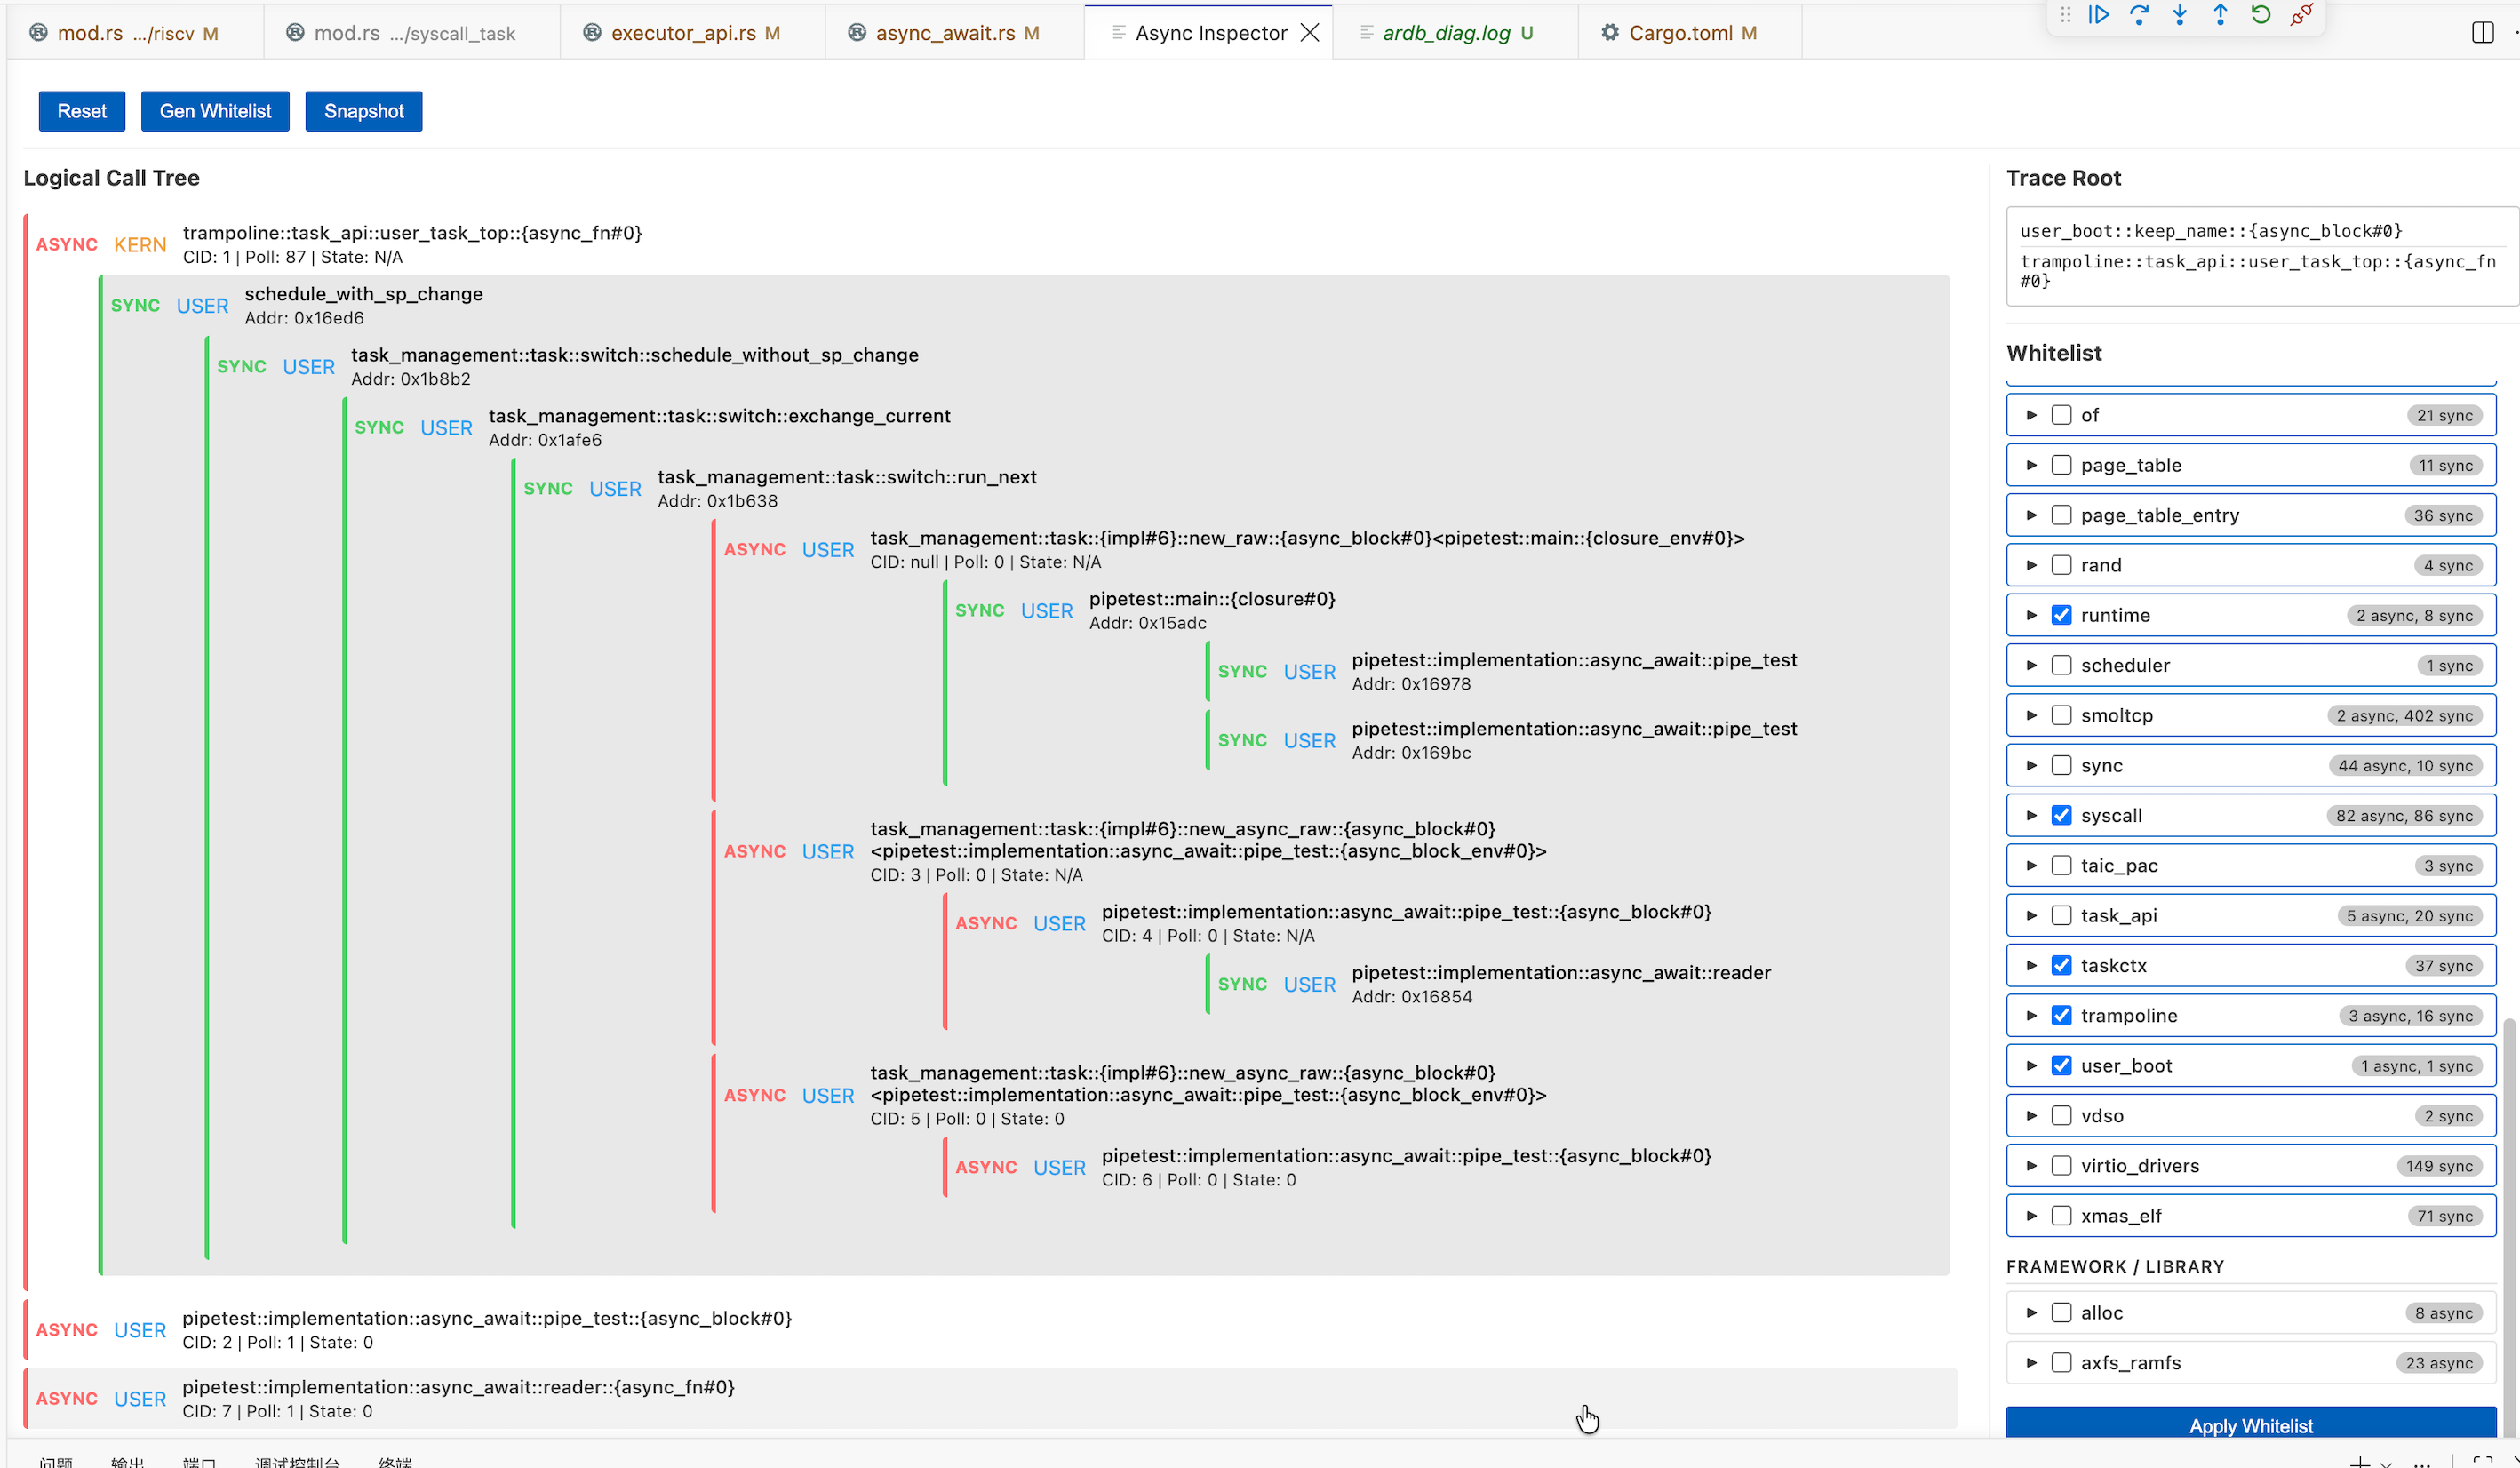 mod.rs .../riscv M
mod.rs .../syscall_task
executor_api.rs M
async_await.rs M
Async Inspector
ardb_diag.log U
Cargo.toml M
Reset
Gen Whitelist
Snapshot
Logical Call Tree
ASYNC KERN trampoline::task_api::user_task_top::{async_fn#0}
CID: 1 | Poll: 87 | State: N/A
SYNC USER schedule_with_sp_change
Addr: 0x16ed6
SYNC USER task_management::task::switch::schedule_without_sp_change
Addr: 0x1b8b2
SYNC USER task_management::task::switch::exchange_current
Addr: 0x1afe6
SYNC USER task_management::task::switch::run_next
Addr: 0x1b638
ASYNC USER task_management::task::{impl#6}::new_raw::{async_block#0}<pipetest::main::{closure_env#0}>
CID: null | Poll: 0 | State: N/A
SYNC USER pipetest::main::{closure#0}
Addr: 0x15adc
SYNC USER pipetest::implementation::async_await::pipe_test
Addr: 0x16978
SYNC USER pipetest::implementation::async_await::pipe_test
Addr: 0x169bc
ASYNC USER task_management::task::{impl#6}::new_async_raw::{async_block#0}
<pipetest::implementation::async_await::pipe_test::{async_block_env#0}>
CID: 3 | Poll: 0 | State: N/A
ASYNC USER pipetest::implementation::async_await::pipe_test::{async_block#0}
CID: 4 | Poll: 0 | State: N/A
SYNC USER pipetest::implementation::async_await::reader
Addr: 0x16854
ASYNC USER task_management::task::{impl#6}::new_async_raw::{async_block#0}
<pipetest::implementation::async_await::pipe_test::{async_block_env#0}>
CID: 5 | Poll: 0 | State: 0
ASYNC USER pipetest::implementation::async_await::pipe_test::{async_block#0}
CID: 6 | Poll: 0 | State: 0
ASYNC USER pipetest::implementation::async_await::pipe_test::{async_block#0}
CID: 2 | Poll: 1 | State: 0
ASYNC USER pipetest::implementation::async_await::reader::{async_fn#0}
CID: 7 | Poll: 1 | State: 0
Trace Root
user_boot::keep_name::{async_block#0}
trampoline::task_api::user_task_top::{async_fn
#0}
Whitelist
of 21 sync
page_table 11 sync
page_table_entry 36 sync
rand 4 sync
runtime 2 async, 8 sync
scheduler 1 sync
smoltcp 2 async, 402 sync
sync 44 async, 10 sync
syscall 82 async, 86 sync
taic_pac 3 sync
task_api 5 async, 20 sync
taskctx 37 sync
trampoline 3 async, 16 sync
user_boot 1 async, 1 sync
vdso 2 sync
virtio_drivers 149 sync
xmas_elf 71 sync
FRAMEWORK / LIBRARY
alloc 8 async
axfs_ramfs 23 async
Apply Whitelist
问题 输出 端口 调试控制台 终端